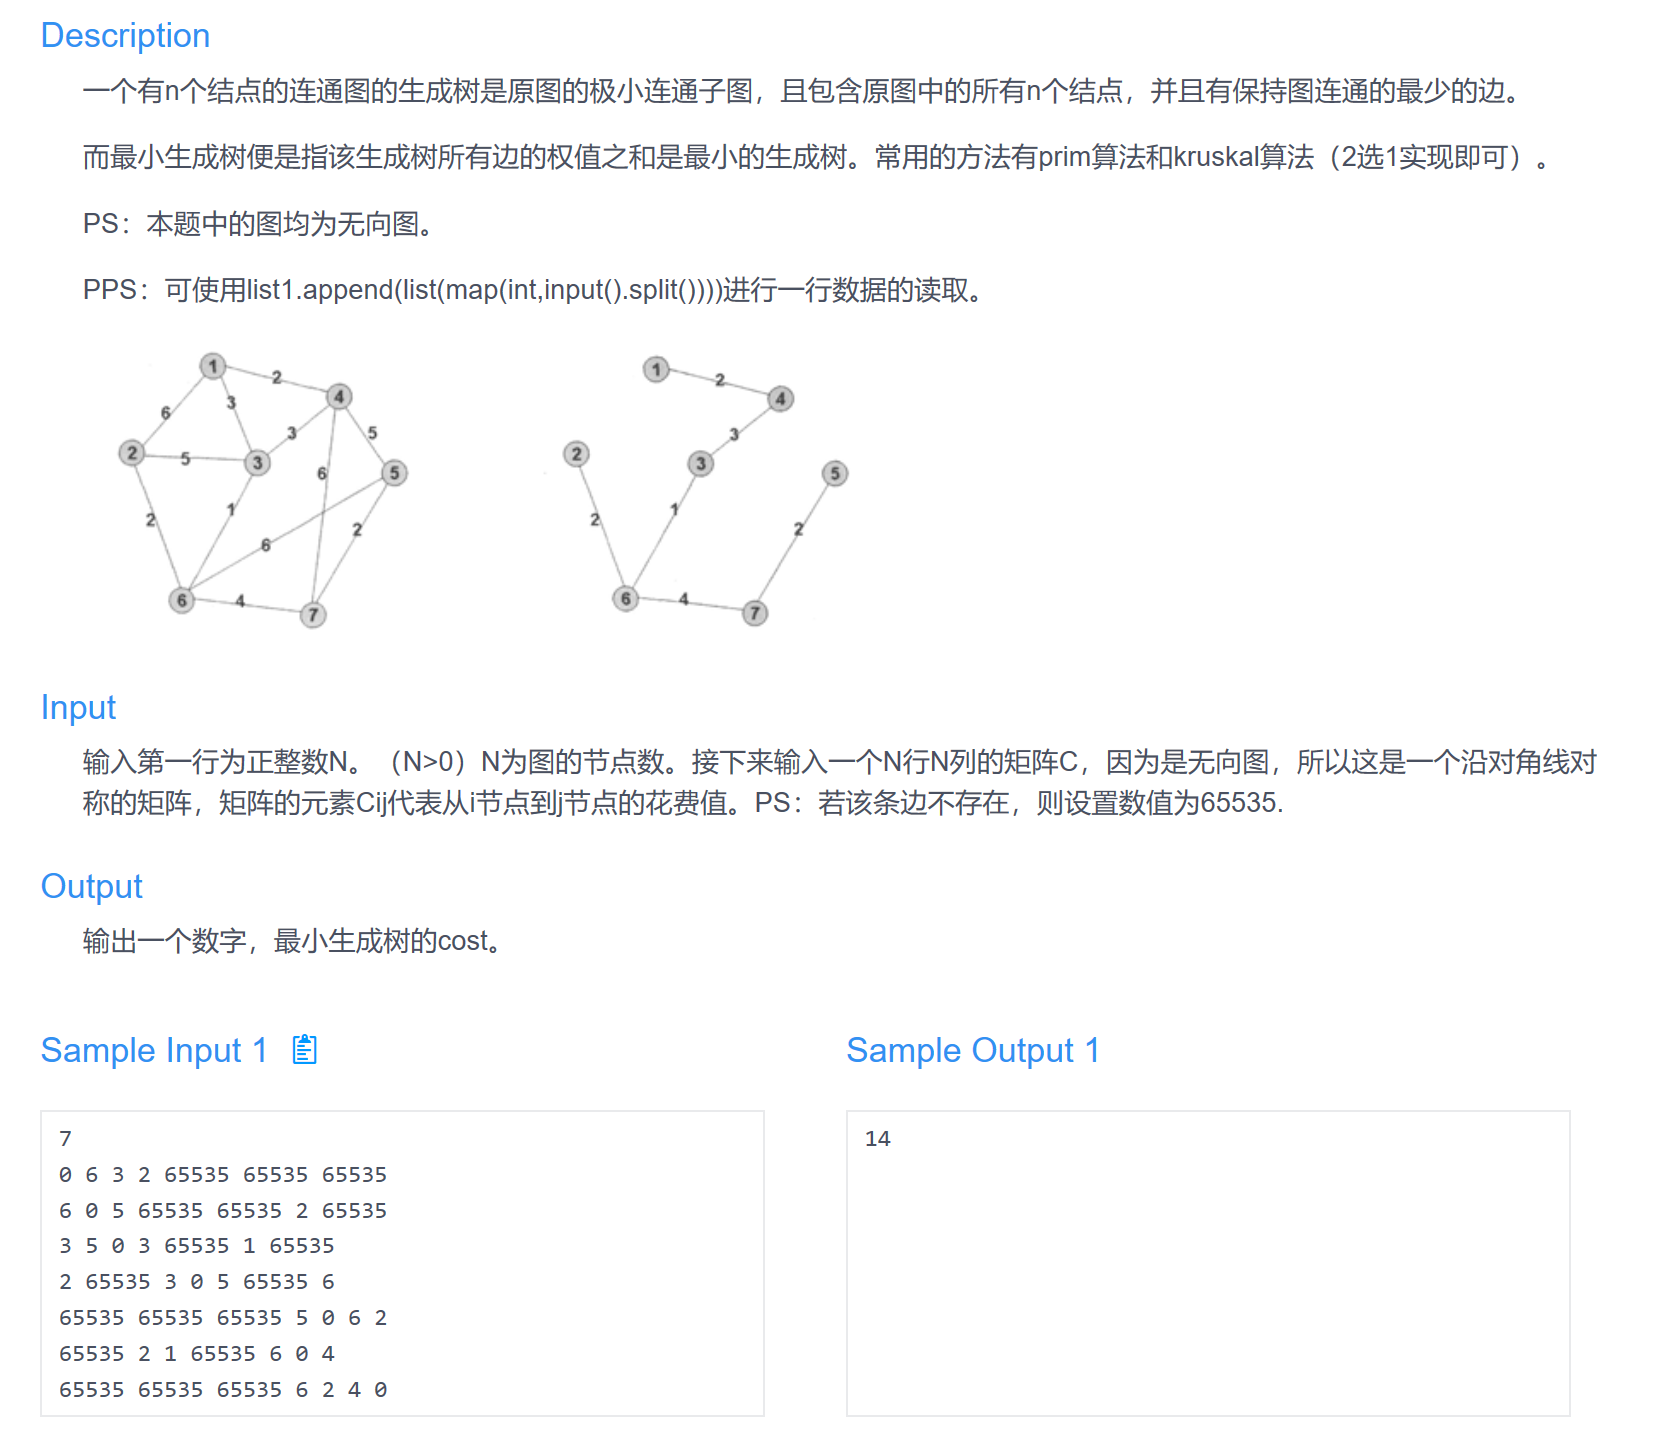 Description
一个有n个结点的连通图的生成树是原图的极小连通子图，且包含原图中的所有n个结点，并且有保持图连通的最少的边。
而最小生成树便是指该生成树所有边的权值之和是最小的生成树。常用的方法有prim算法和kruskal算法（2选1实现即可）。
PS：本题中的图均为无向图。
PPS：可使用list1.append(list(map(int,input().split())))进行一行数据的读取。
1
2
4
6
3
3
5
2
5
3
6
5
2
1
2
6
6
4
7
1
2
4
3
2
3
5
2
1
2
6
4
7
Input
输入第一行为正整数N。（N>0）N为图的节点数。接下来输入一个N行N列的矩阵C，因为是无向图，所以这是一个沿对角线对
称的矩阵，矩阵的元素Cij代表从i节点到j节点的花费值。PS：若该条边不存在，则设置数值为65535.
Output
输出一个数字，最小生成树的cost。
Sample Input 1
7
0 6 3 2 65535 65535 65535
6 0 5 65535 65535 2 65535
3 5 0 3 65535 1 65535
2 65535 3 0 5 65535 6
65535 65535 65535 5 0 6 2
65535 2 1 65535 6 0 4
65535 65535 65535 6 2 4 0
Sample Output 1
14